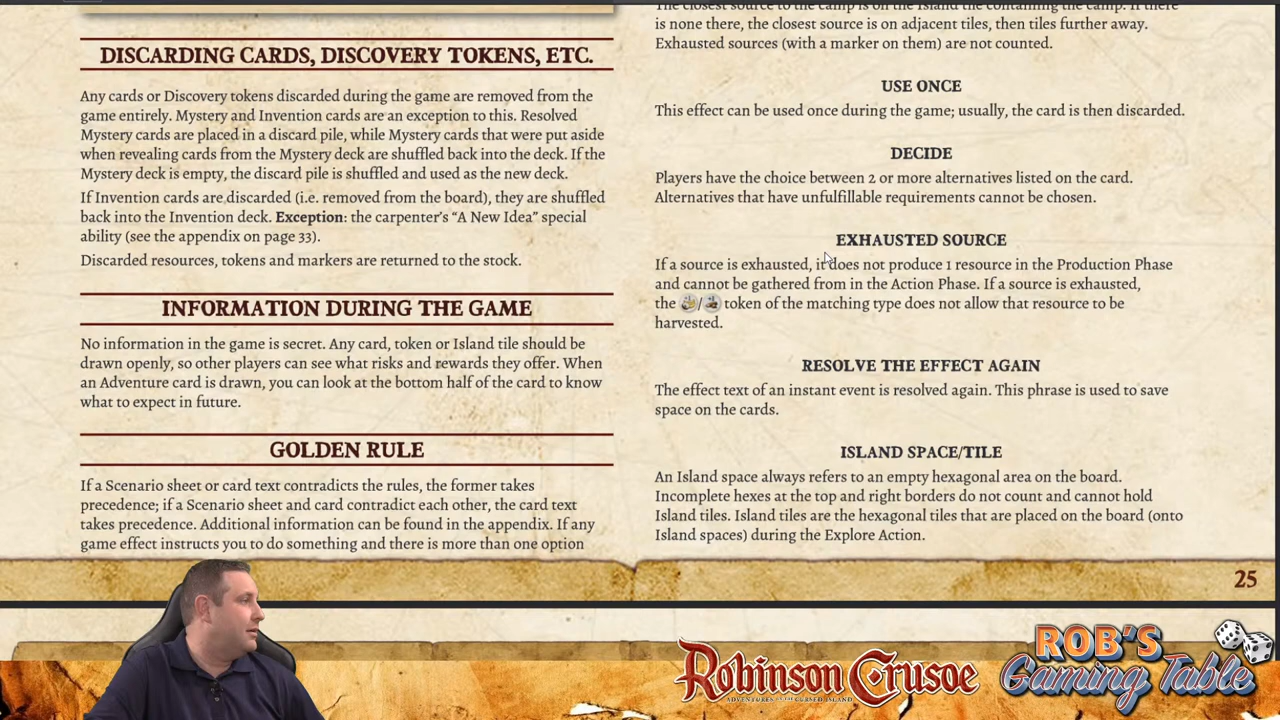 DISCARDING CARDS, DISCOVERY TOKENS, ETC.
Any cards or Discovery tokens discarded during the game are removed from the
game entirely. Mystery and Invention cards are an exception to this. Resolved
Mystery cards are placed in a discard pile, while Mystery cards that were put aside
when revealing cards from the Mystery deck are shuffled back into the deck. If the
Mystery deck is empty, the discard pile is shuffled and used as the new deck.
If Invention cards are discarded (i.e. removed from the board), they are shuffled
back into the Invention deck. Exception: the carpenter's “A New Idea” special
ability (see the appendix on page 33).
Discarded resources, tokens and markers are returned to the stock.
INFORMATION DURING THE GAME
No information in the game is secret. Any card, token or Island tile should be
drawn openly, so other players can see what risks and rewards they offer. When
an Adventure card is drawn, you can look at the bottom half of the card to know
what to expect in future.
GOLDEN RULE
If a Scenario sheet or card text contradicts the rules, the former takes
precedence; if a Scenario sheet and card contradict each other, the card text
takes precedence. Additional information can be found in the appendix. If any
game effect instructs you to do something and there is more than one option
The closest source to the camp is on the Island tile containing the camp. If there
is none there, the closest source is on adjacent tiles, then tiles further away.
Exhausted sources (with a marker on them) are not counted.
USE ONCE
This effect can be used once during the game; usually, the card is then discarded.
DECIDE
Players have the choice between 2 or more alternatives listed on the card.
Alternatives that have unfulfillable requirements cannot be chosen.
EXHAUSTED SOURCE
If a source is exhausted, it does not produce 1 resource in the Production Phase
and cannot be gathered from in the Action Phase. If a source is exhausted,
the / token of the matching type does not allow that resource to be
harvested.
RESOLVE THE EFFECT AGAIN
The effect text of an instant event is resolved again. This phrase is used to save
space on the cards.
ISLAND SPACE/TILE
An Island space always refers to an empty hexagonal area on the board.
Incomplete hexes at the top and right borders do not count and cannot hold
Island tiles. Island tiles are the hexagonal tiles that are placed on the board (onto
Island spaces) during the Explore Action.
25
ROBINSON CRUSOE
ADVENTURES ON THE CURSED ISLAND
ROB'S
Gaming Table